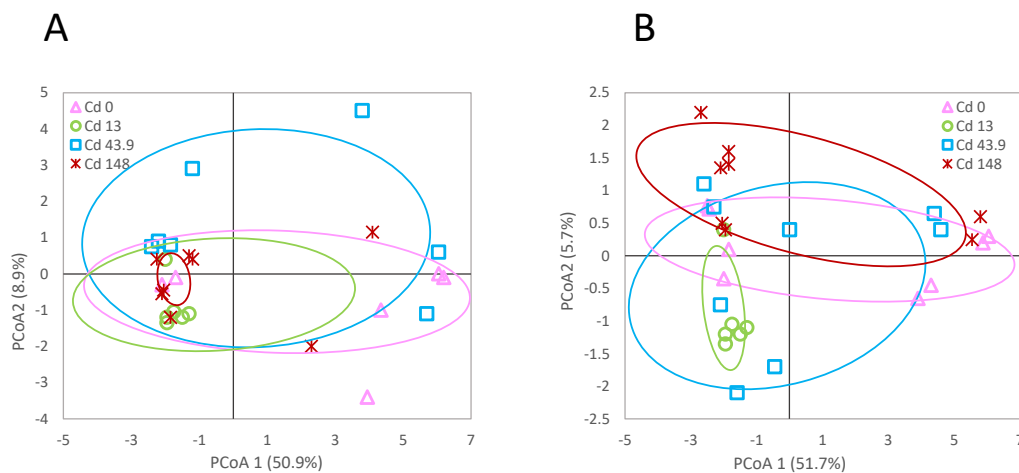 A
B
5
4
3
2
1
0
-1
-2
-3
-4
-5 -3 -1 1 3 5 7
PCoA2 (8.9%)
PCoA 1 (50.9%)
Cd 0
Cd 13
Cd 43.9
Cd 148
2.5
2
1.5
1
0.5
0
-0.5
-1
-1.5
-2
-2.5
-5 -3 -1 1 3 5 7
PCoA2 (5.7%)
PCoA 1 (51.7%)
Cd 0
Cd 13
Cd 43.9
Cd 148